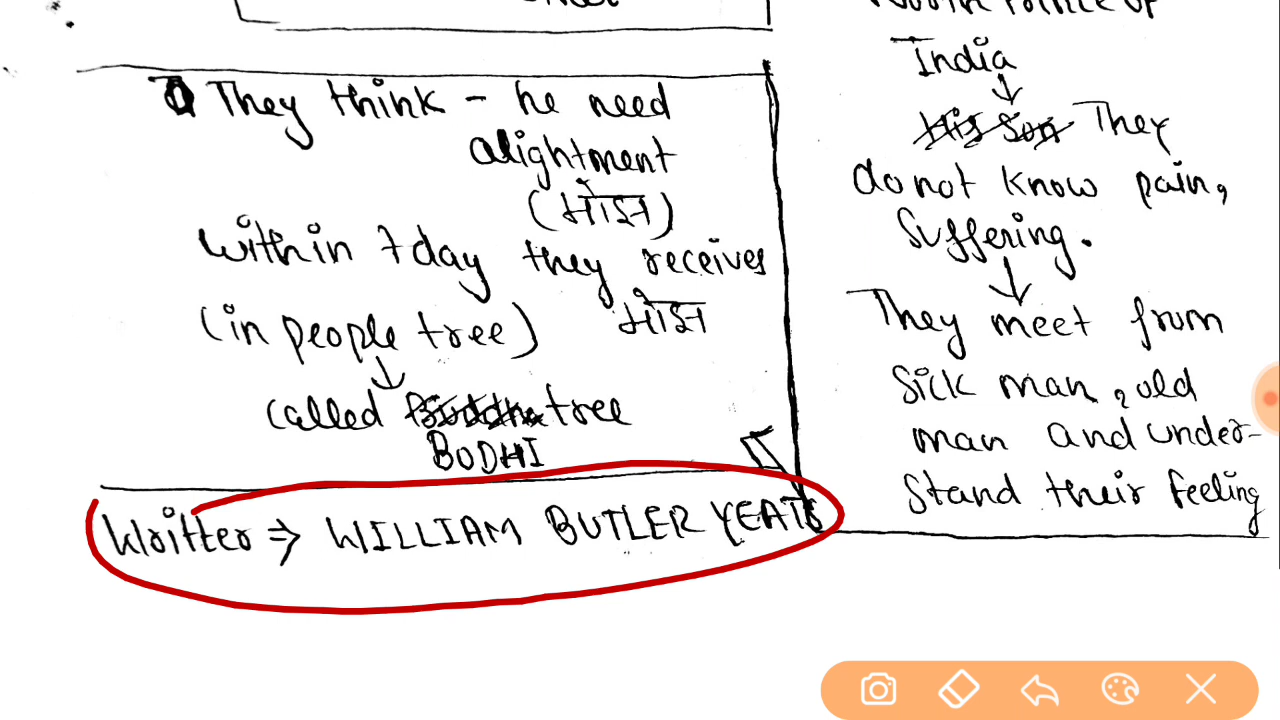 They think - he need
alightment
(मोक्ष)
within 7 day they receives
(in people tree) मोक्ष
↓
called tree
BODHI
Writter ⇒ WILLIAM BUTLER YEATS
India
↓
His Son They
do not know pain,
Suffering.
↓
They meet from
Sick man, old
man and under-
stand their feeling